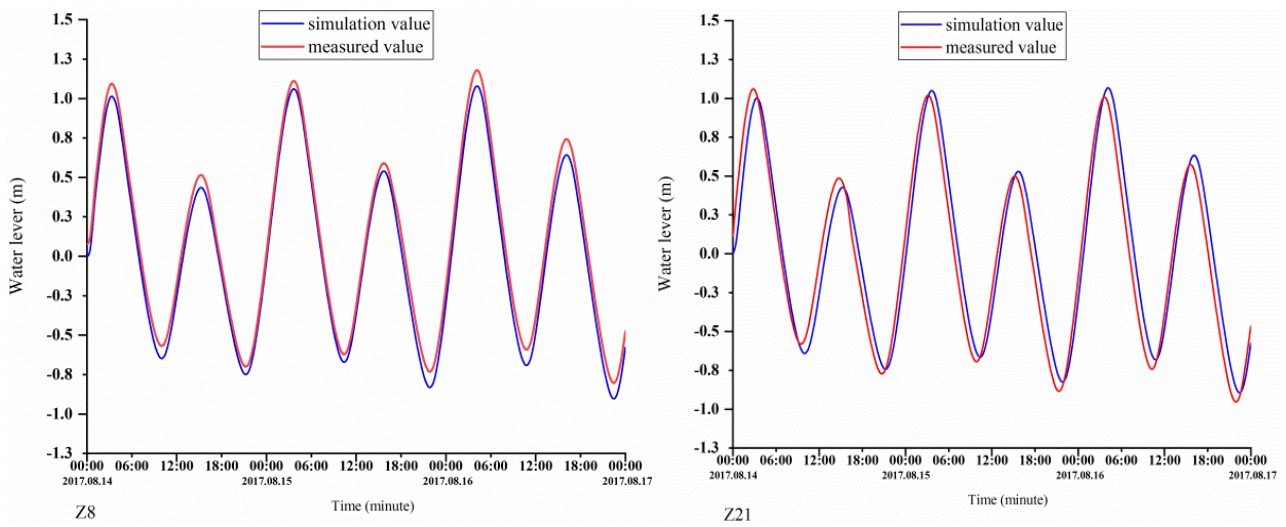 simulation value
measured value
1.5
1.3
1.0
0.8
0.5
0.3
0.0
-0.3
-0.5
-0.8
-1.0
-1.3
Water lever (m)
00:00 06:00 12:00 18:00 00:00 06:00 12:00 18:00 00:00 06:00 12:00 18:00 00:00
2017.08.14 2017.08.15 2017.08.16 2017.08.17
Time (minute)
Z8
simulation value
measured value
1.5
1.3
1.0
0.8
0.5
0.3
0.0
-0.3
-0.5
-0.8
-1.0
-1.3
Water lever (m)
00:00 06:00 12:00 18:00 00:00 06:00 12:00 18:00 00:00 06:00 12:00 18:00 00:00
2017.08.14 2017.08.15 2017.08.16 2017.08.17
Time (minute)
Z21